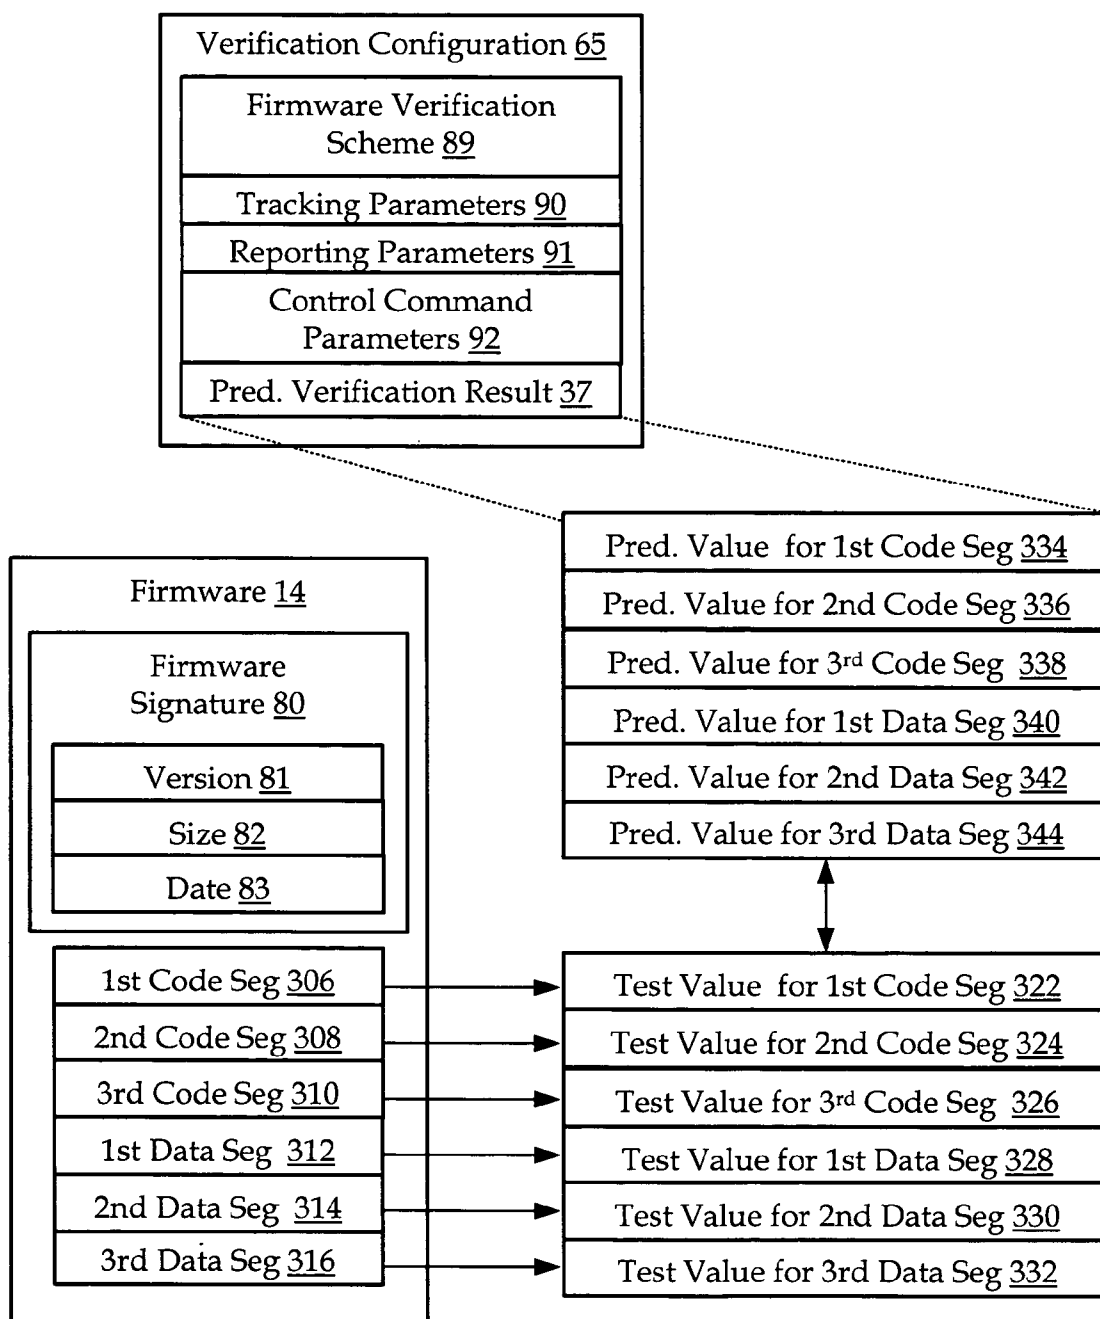 Verification Configuration 65
Firmware Verification
Scheme 89
Tracking Parameters 90
Reporting Parameters 91
Control Command
Parameters 92
Pred. Verification Result 37
Pred. Value for 1st Code Seg 334
Pred. Value for 2nd Code Seg 336
Pred. Value for 3rd Code Seg 338
Pred. Value for 1st Data Seg 340
Pred. Value for 2nd Data Seg 342
Pred. Value for 3rd Data Seg 344
Firmware 14
Firmware
Signature 80
Version 81
Size 82
Date 83
1st Code Seg 306
2nd Code Seg 308
3rd Code Seg 310
1st Data Seg 312
2nd Data Seg 314
3rd Data Seg 316
Test Value for 1st Code Seg 322
Test Value for 2nd Code Seg 324
Test Value for 3rd Code Seg 326
Test Value for 1st Data Seg 328
Test Value for 2nd Data Seg 330
Test Value for 3rd Data Seg 332